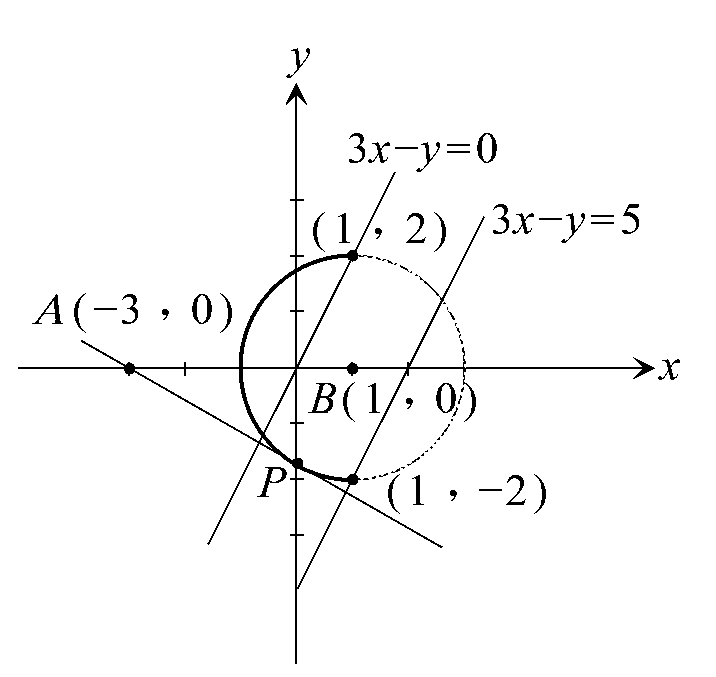 y
3x−y=0
3x−y=5
(1 , 2)
A(−3 , 0)
x
B(1 , 0)
P
(1 , −2)